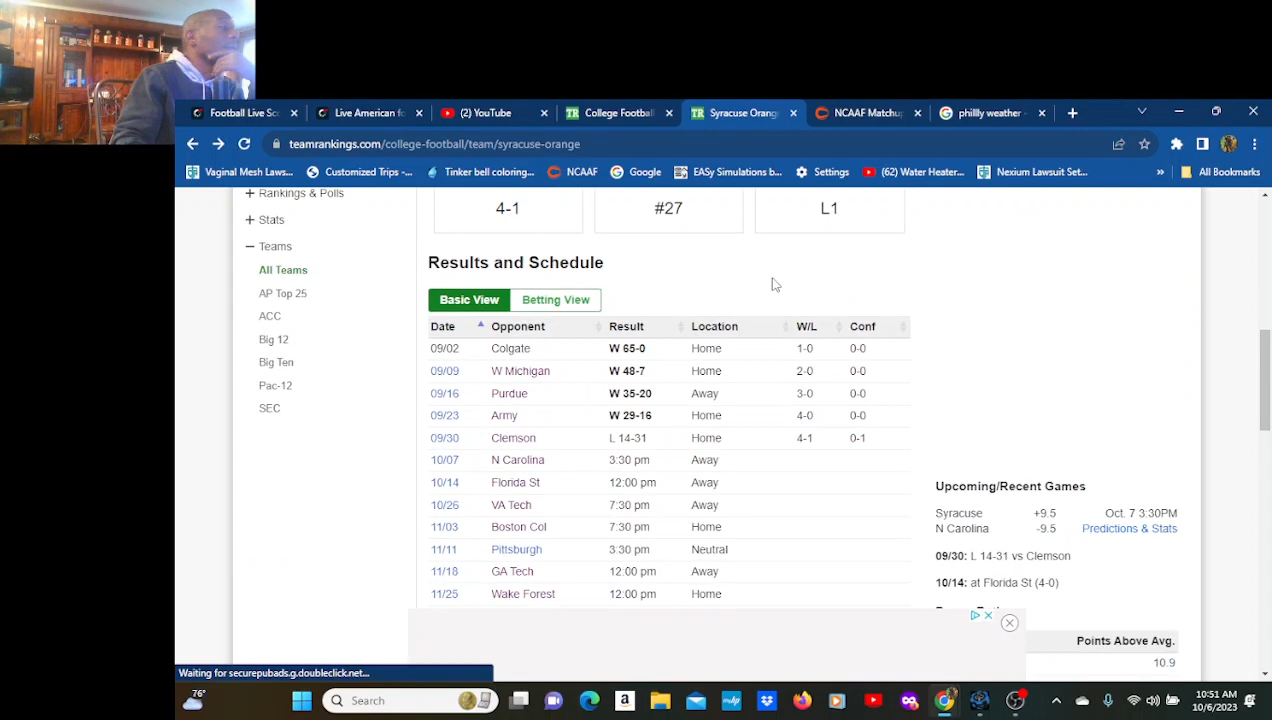 Football Live Sco
Live American fo
(2) YouTube
College Football
Syracuse Orang
NCAAF Matchup
phillly weather -
teamrankings.com/college-football/team/syracuse-orange
Vaginal Mesh Laws...
Customized Trips -...
Tinker bell coloring...
NCAAF
Google
EASy Simulations b...
Settings
(62) Water Heater...
Nexium Lawsuit Set...
»
All Bookmarks
+ Rankings & Polls
+ Stats
− Teams
All Teams
AP Top 25
ACC
Big 12
Big Ten
Pac-12
SEC
4-1 #27 L1
Results and Schedule
Basic View Betting View
Date Opponent Result Location W/L Conf
09/02 Colgate W 65-0 Home 1-0 0-0
09/09 W Michigan W 48-7 Home 2-0 0-0
09/16 Purdue W 35-20 Away 3-0 0-0
09/23 Army W 29-16 Home 4-0 0-0
09/30 Clemson L 14-31 Home 4-1 0-1
10/07 N Carolina 3:30 pm Away
10/14 Florida St 12:00 pm Away
10/26 VA Tech 7:30 pm Away
11/03 Boston Col 7:30 pm Home
11/11 Pittsburgh 3:30 pm Neutral
11/18 GA Tech 12:00 pm Away
11/25 Wake Forest 12:00 pm Home
Upcoming/Recent Games
Syracuse +9.5 Oct. 7 3:30PM
N Carolina -9.5 Predictions & Stats
09/30: L 14-31 vs Clemson
10/14: at Florida St (4-0)
Points Above Avg.
10.9
Waiting for securepubads.g.doubleclick.net...
76°
Search
10:51 AM
10/6/2023